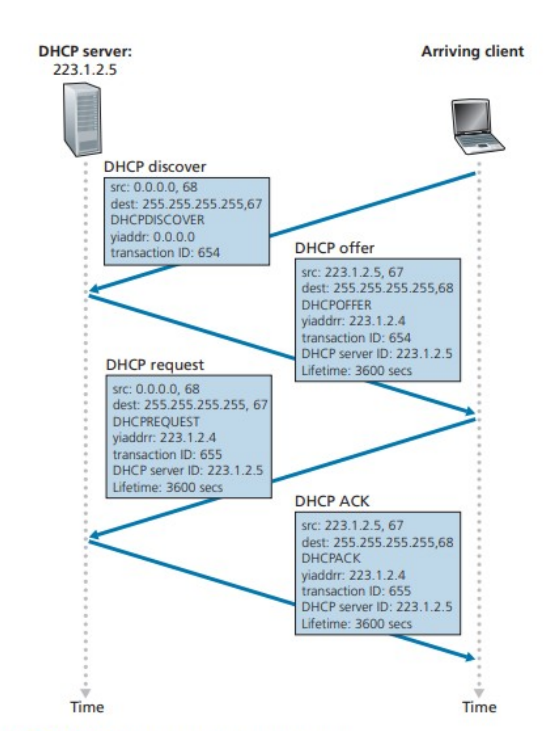 DHCP server:
223.1.2.5
Arriving client
DHCP discover
src: 0.0.0.0, 68
dest: 255.255.255.255,67
DHCPDISCOVER
yiaddr: 0.0.0.0
transaction ID: 654
DHCP offer
src: 223.1.2.5, 67
dest: 255.255.255.255,68
DHCPOFFER
yiaddrr: 223.1.2.4
transaction ID: 654
DHCP server ID: 223.1.2.5
Lifetime: 3600 secs
DHCP request
src: 0.0.0.0, 68
dest: 255.255.255.255, 67
DHCPREQUEST
yiaddrr: 223.1.2.4
transaction ID: 655
DHCP server ID: 223.1.2.5
Lifetime: 3600 secs
DHCP ACK
src: 223.1.2.5, 67
dest: 255.255.255.255,68
DHCPACK
yiaddrr: 223.1.2.4
transaction ID: 655
DHCP server ID: 223.1.2.5
Lifetime: 3600 secs
Time
Time